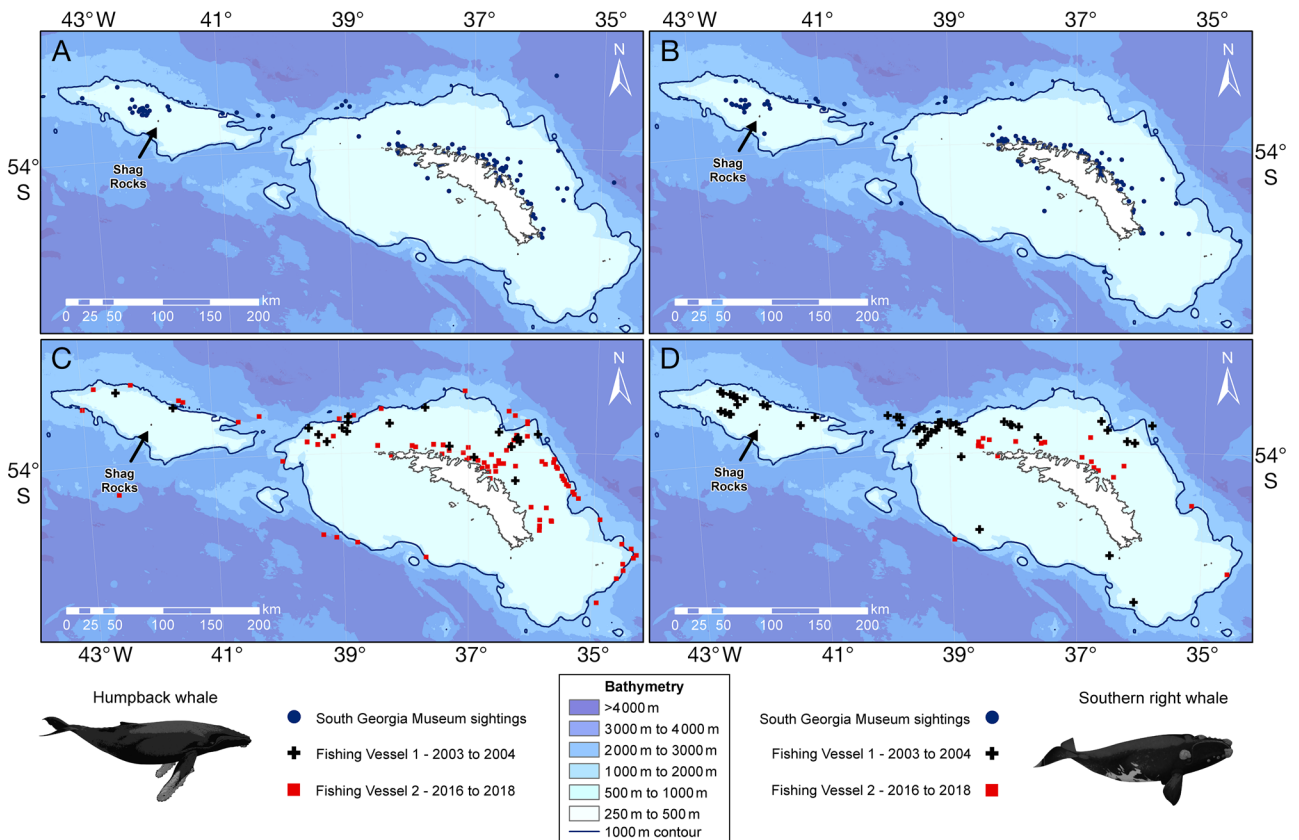 43°W 41° 39° 37° 35° 43°W 41° 39° 37° 35°
A
N
Shag
Rocks
54°
S
km
0 25 50 100 150 200
B
N
Shag
Rocks
54°
S
km
0 25 50 100 150 200
C
N
Shag
Rocks
54°
S
km
0 25 50 100 150 200
D
N
Shag
Rocks
54°
S
km
0 25 50 100 150 200
43°W 41° 39° 37° 35° 43°W 41° 39° 37° 35°
Humpback whale
South Georgia Museum sightings
Fishing Vessel 1 - 2003 to 2004
Fishing Vessel 2 - 2016 to 2018
Bathymetry
>4000 m
3000 m to 4000 m
2000 m to 3000 m
1000 m to 2000 m
500 m to 1000 m
250 m to 500 m
1000 m contour
Southern right whale
South Georgia Museum sightings
Fishing Vessel 1 - 2003 to 2004
Fishing Vessel 2 - 2016 to 2018